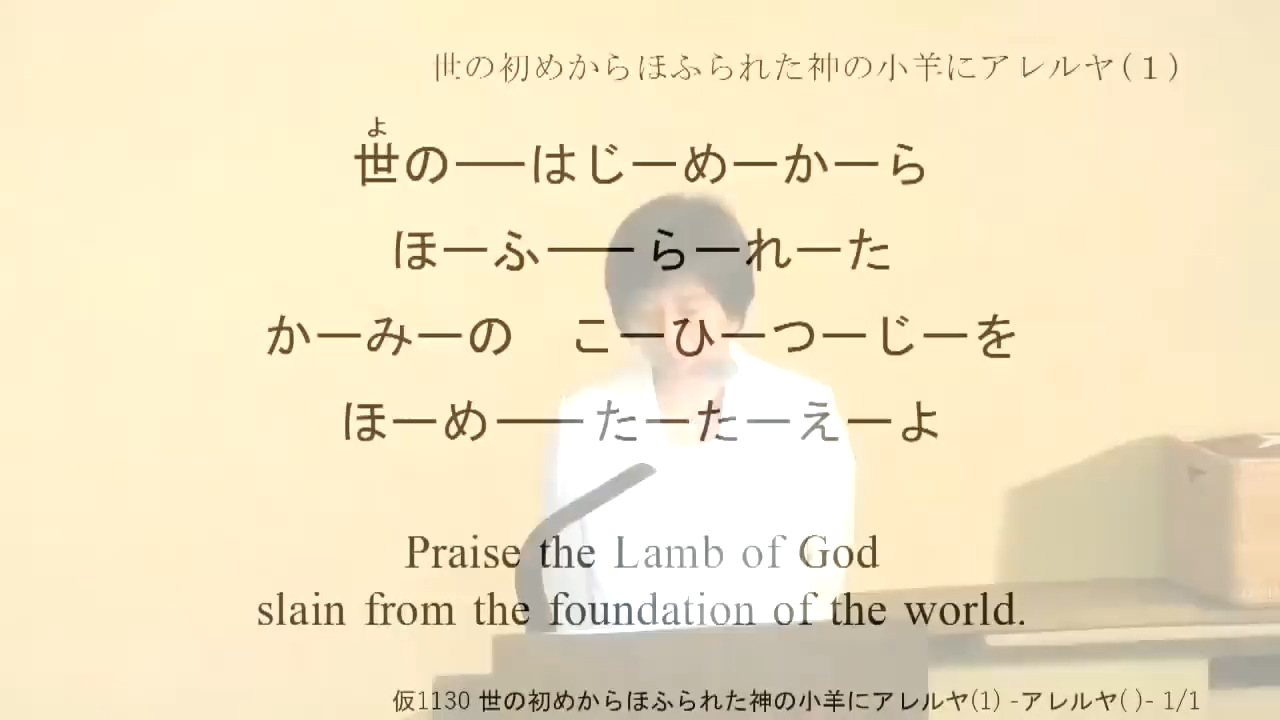 世の初めからほふられた神の小羊にアレルヤ(1)
よ
世の──はじ─め─か─ら
ほ─ふ──ら─れ─た
か─み─の　こ─ひ─つ─じ─を
ほ─め──た─た─え─よ
Praise the Lamb of God
slain from the foundation of the world.
仮1130 世の初めからほふられた神の小羊にアレルヤ(1) -アレルヤ( )- 1/1